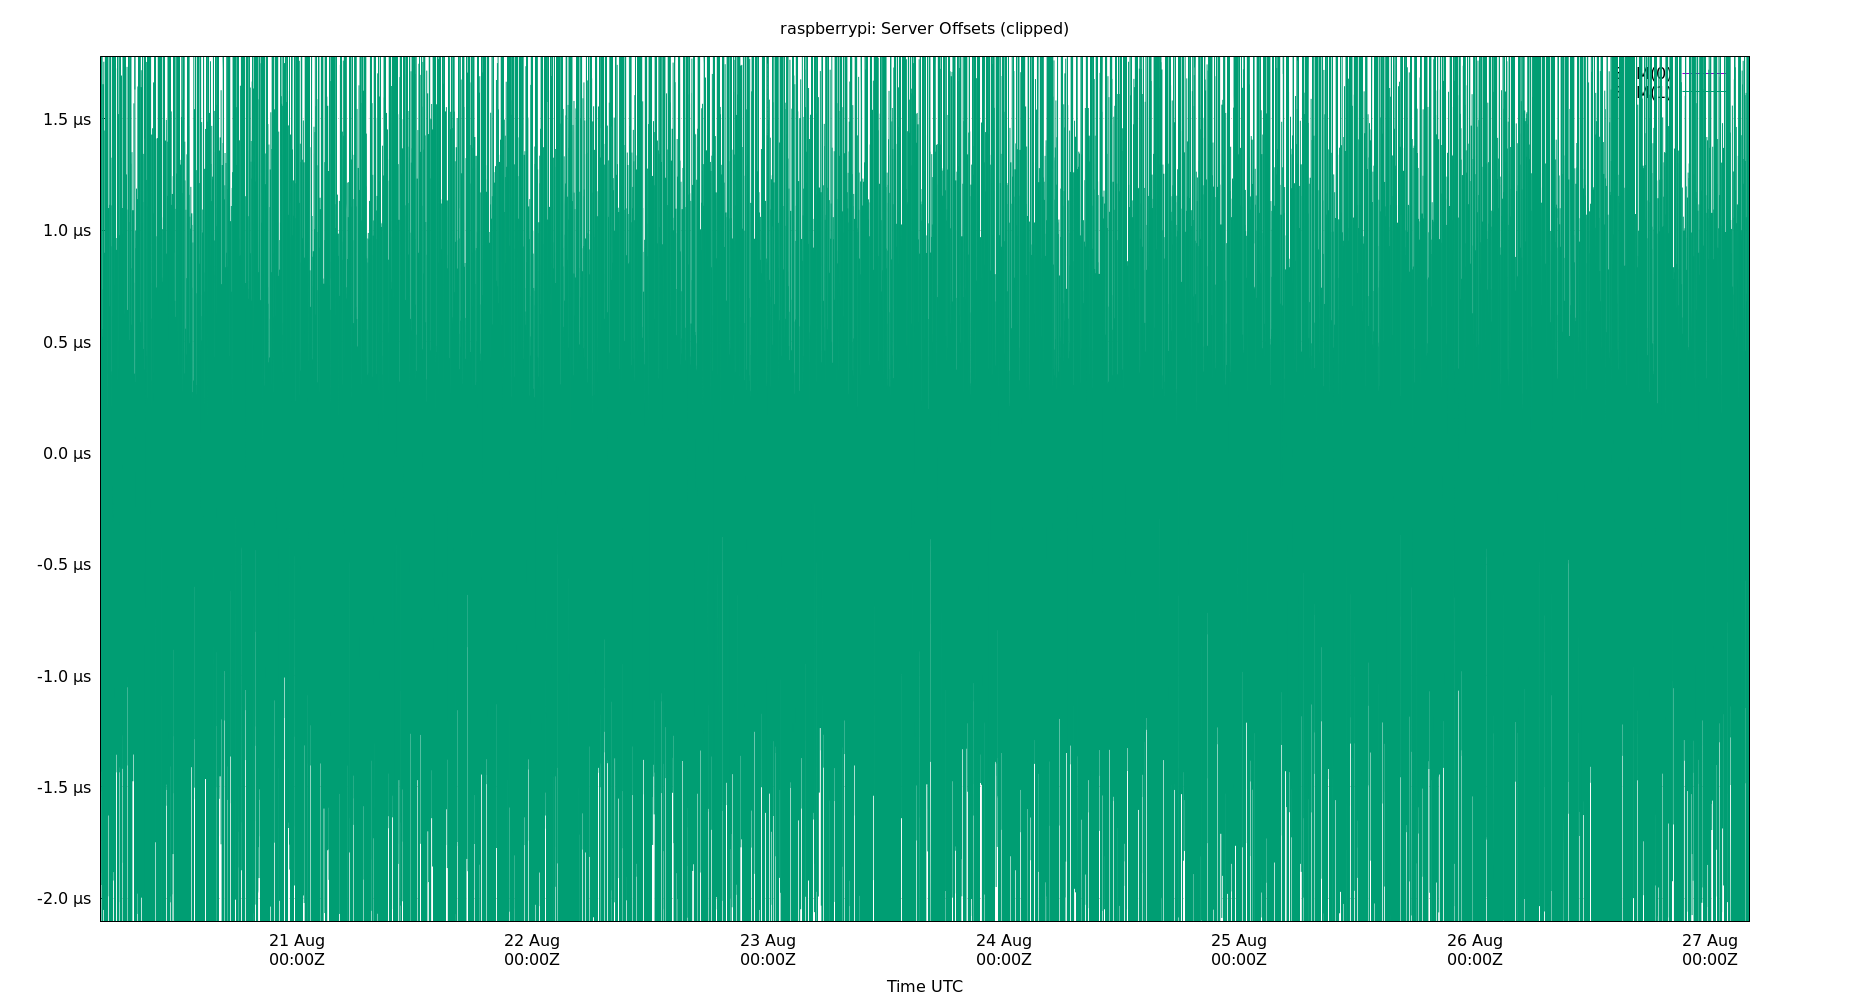 raspberrypi: Server Offsets (clipped)
1.5 µs
1.0 µs
0.5 µs
0.0 µs
-0.5 µs
-1.0 µs
-1.5 µs
-2.0 µs
21 Aug 22 Aug 23 Aug 24 Aug 25 Aug 26 Aug 27 Aug
00:00Z 00:00Z 00:00Z 00:00Z 00:00Z 00:00Z 00:00Z
Time UTC